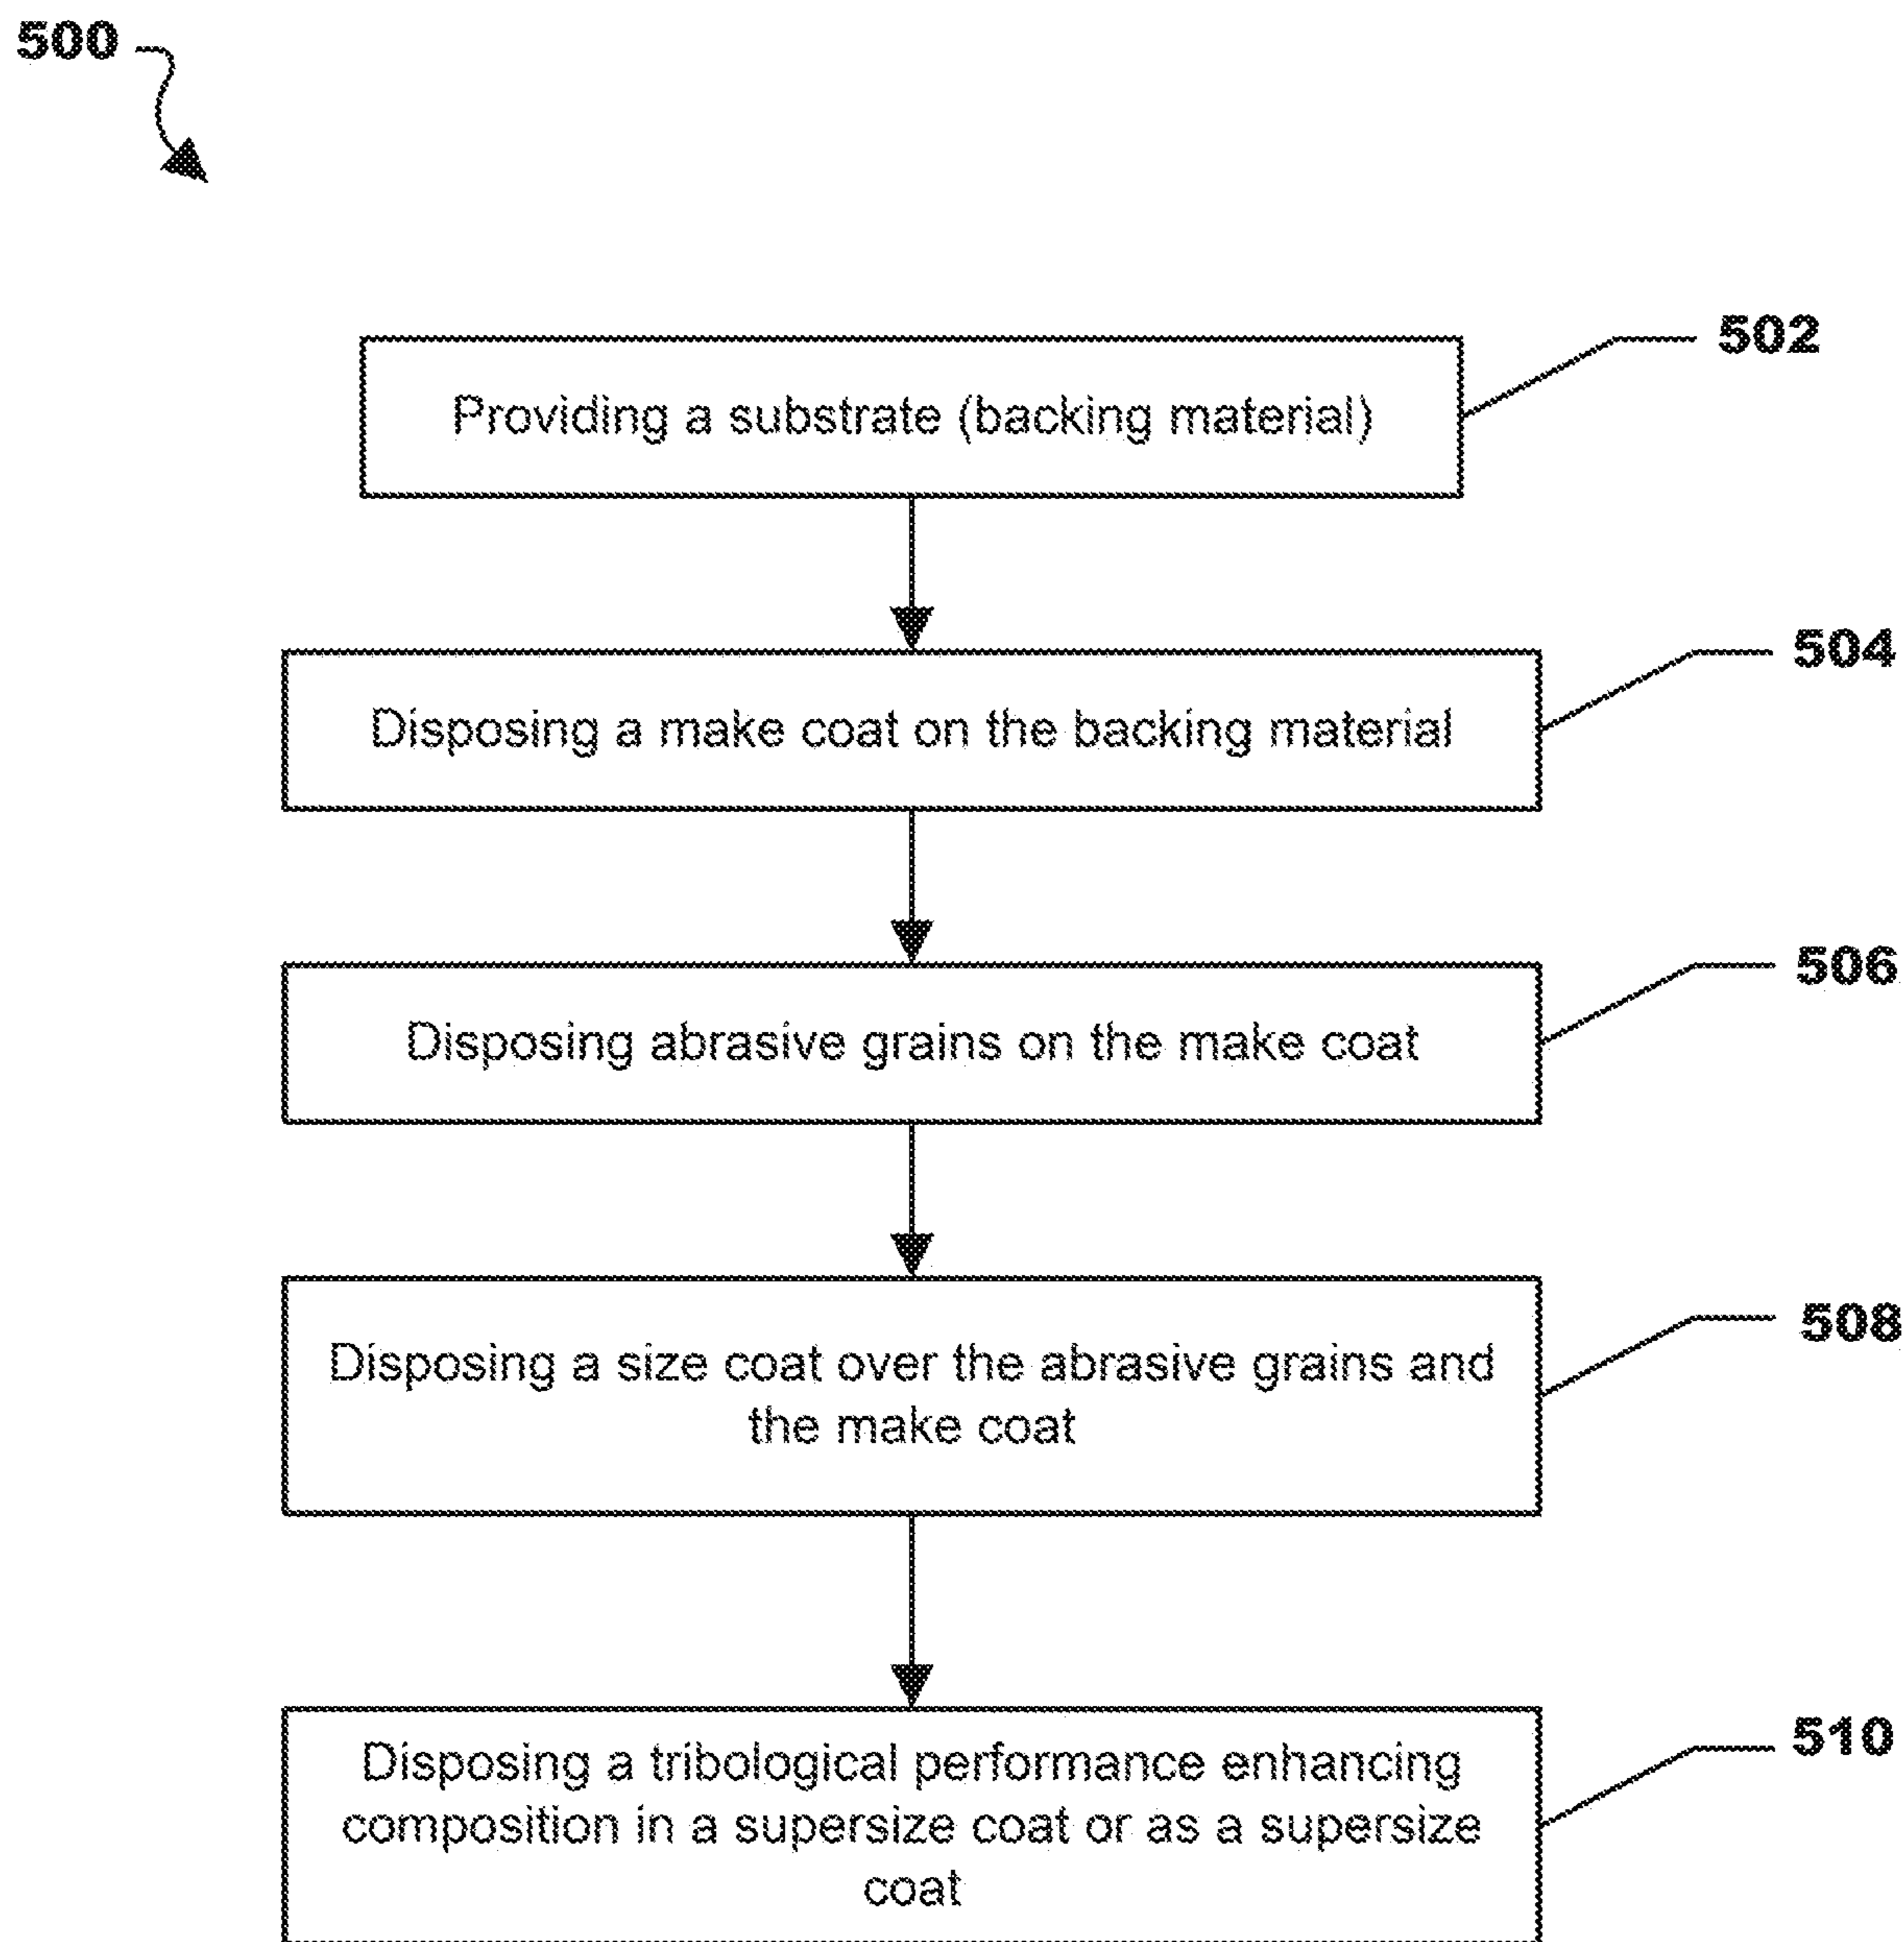 500
502
Providing a substrate (backing material)
504
Disposing a make coat on the backing material
506
Disposing abrasive grains on the make coat
508
Disposing a size coat over the abrasive grains and
the make coat
510
Disposing a tribological performance enhancing
composition in a supersize coat or as a supersize
coat